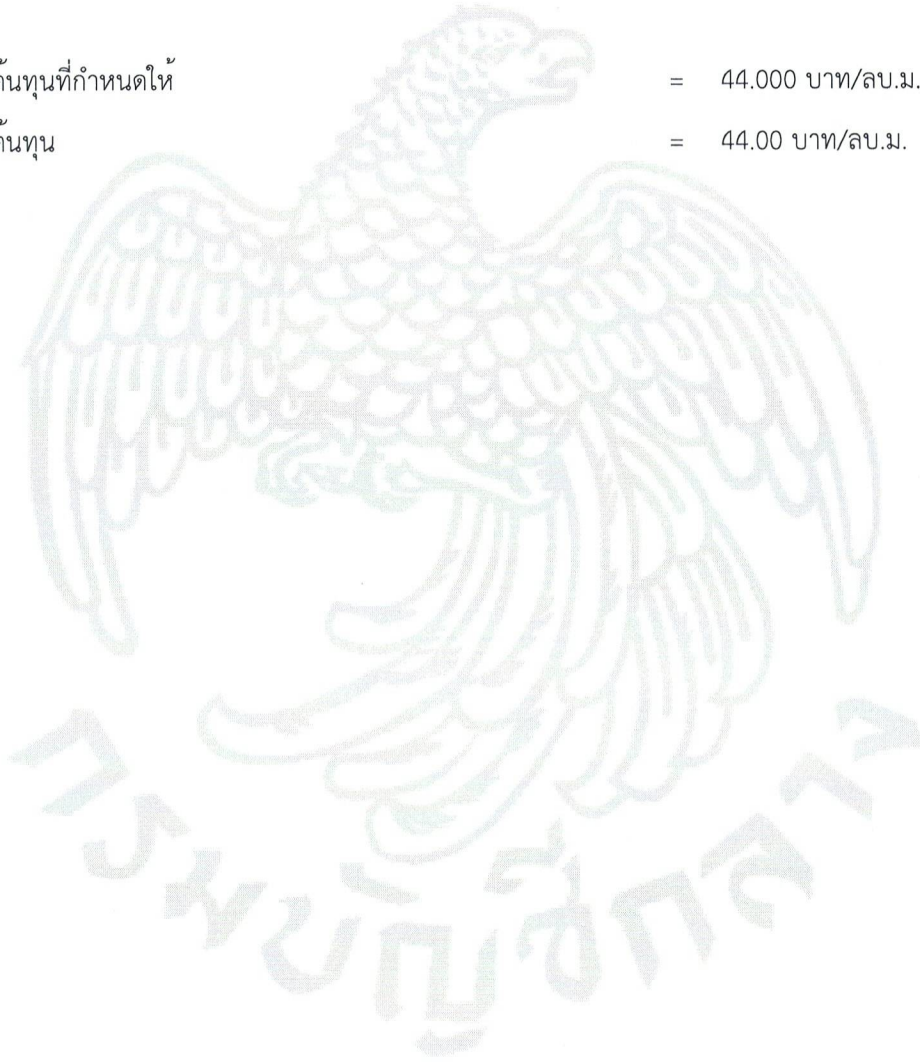 ้นทุนที่กำหนดให้ = 44.000 บาท/ลบ.ม.
้นทุน = 44.00 บาท/ลบ.ม.
กรมบัญชีกลาง